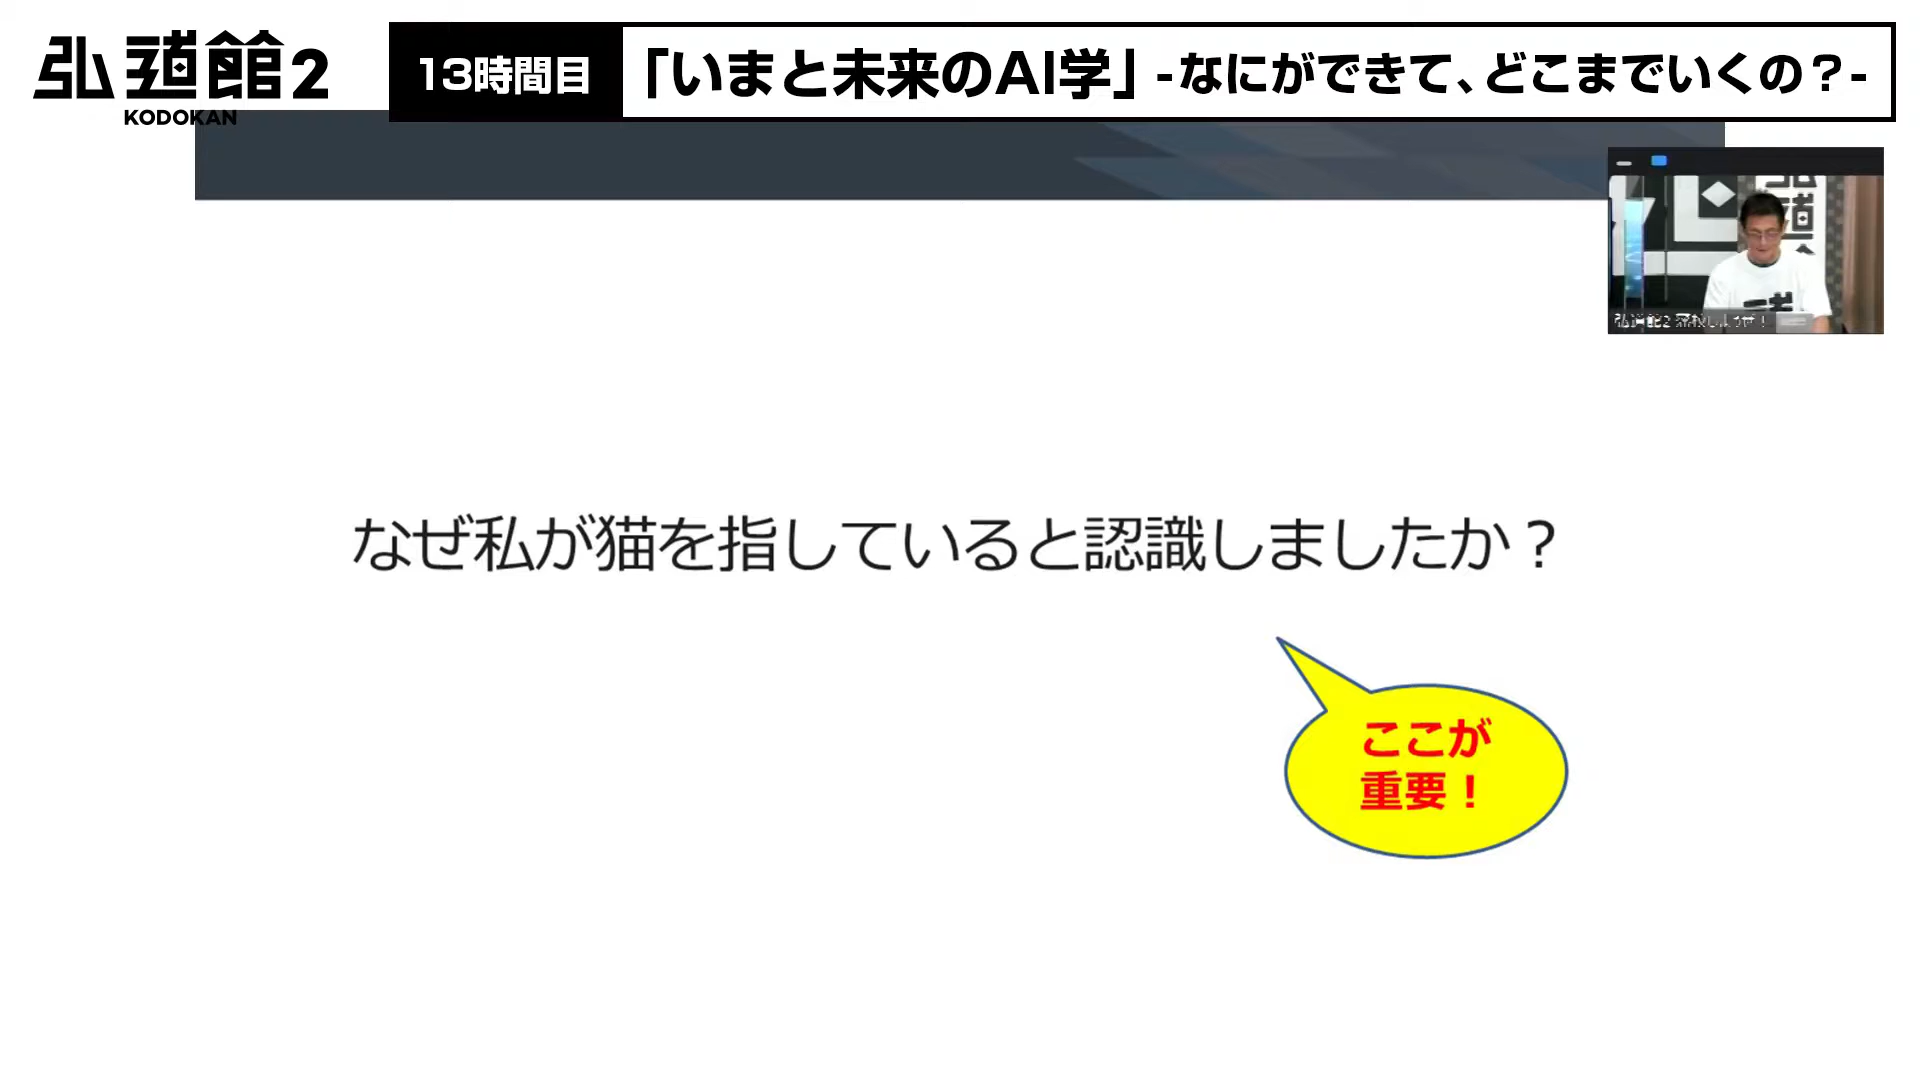 弘道館2
KODOKAN
13時間目
「いまと未来のAI学」-なにができて、どこまでいくの？-
なぜ私が猫を指していると認識しましたか？
ここが
重要！